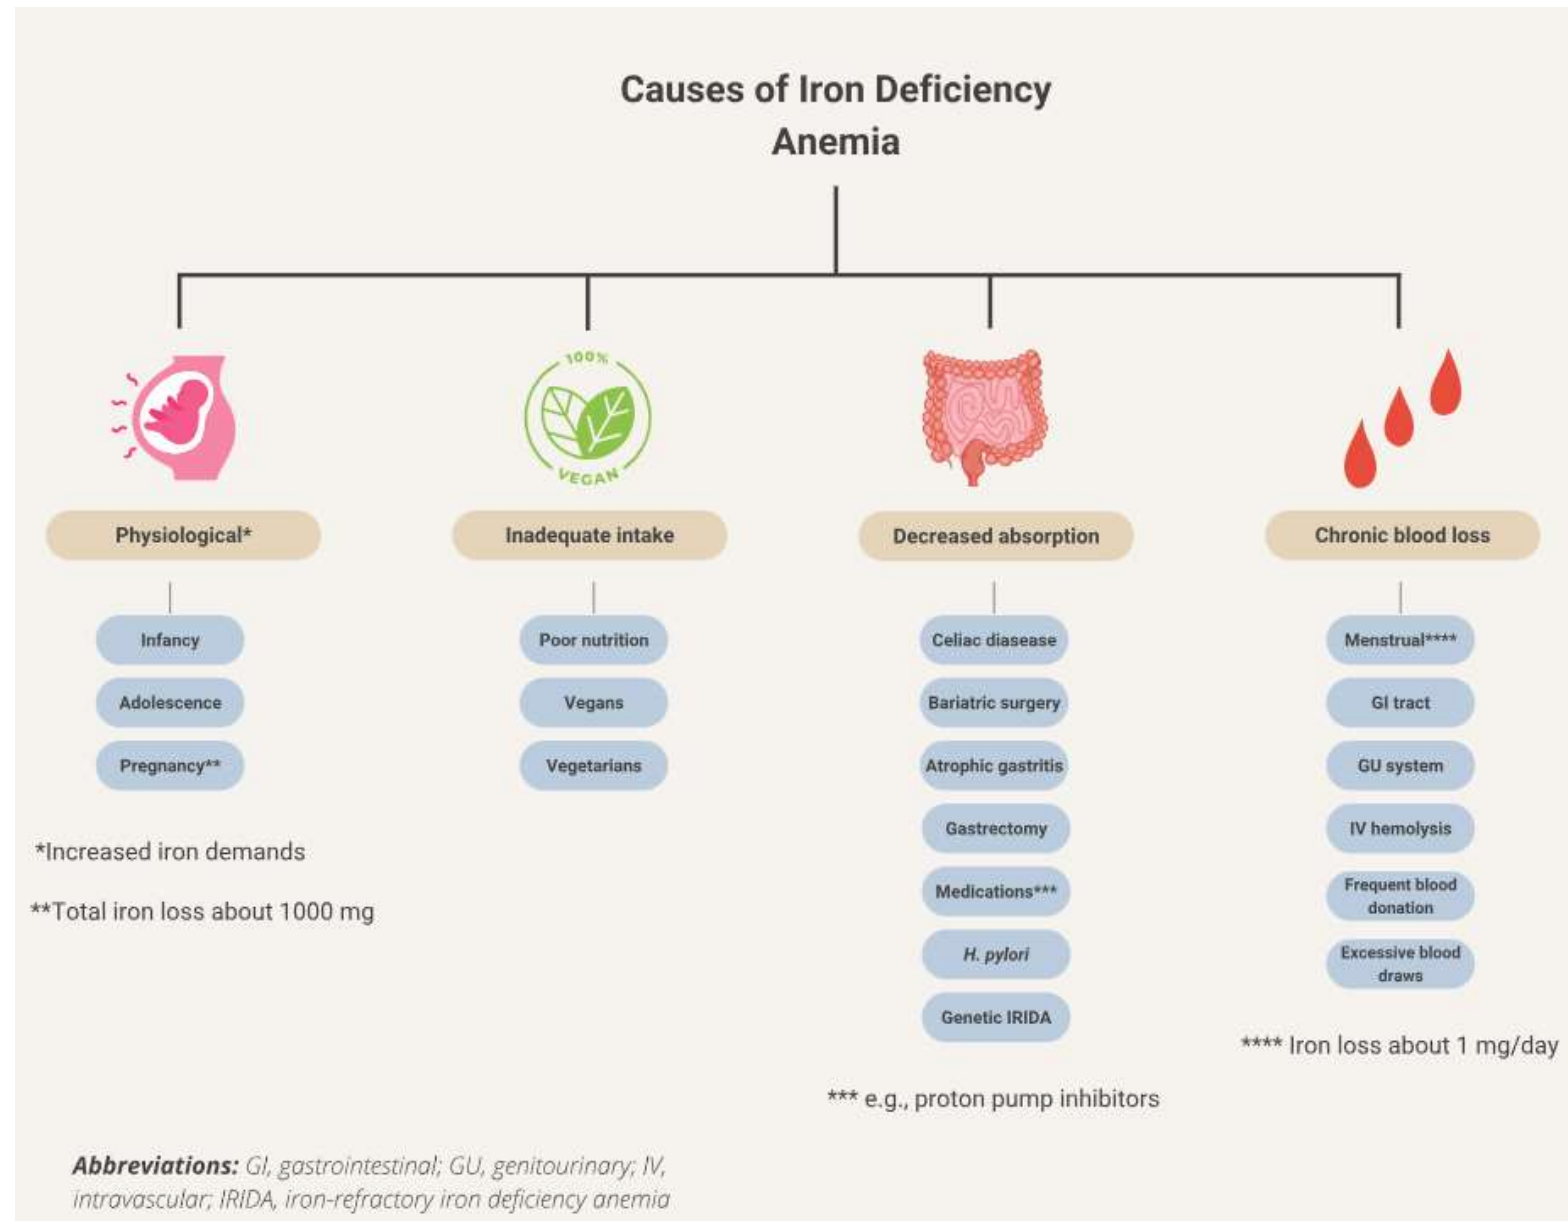 Causes of Iron Deficiency
Anemia
100%
VEGAN
Physiological*
Infancy
Adolescence
Pregnancy**
*Increased iron demands
**Total iron loss about 1000 mg
Inadequate intake
Poor nutrition
Vegans
Vegetarians
Decreased absorption
Celiac diasease
Bariatric surgery
Atrophic gastritis
Gastrectomy
Medications***
H. pylori
Genetic IRIDA
*** e.g., proton pump inhibitors
Chronic blood loss
Menstrual****
GI tract
GU system
IV hemolysis
Frequent blood
donation
Excessive blood
draws
**** Iron loss about 1 mg/day
Abbreviations: GI, gastrointestinal; GU, genitourinary; IV,
intravascular; IRIDA, iron-refractory iron deficiency anemia